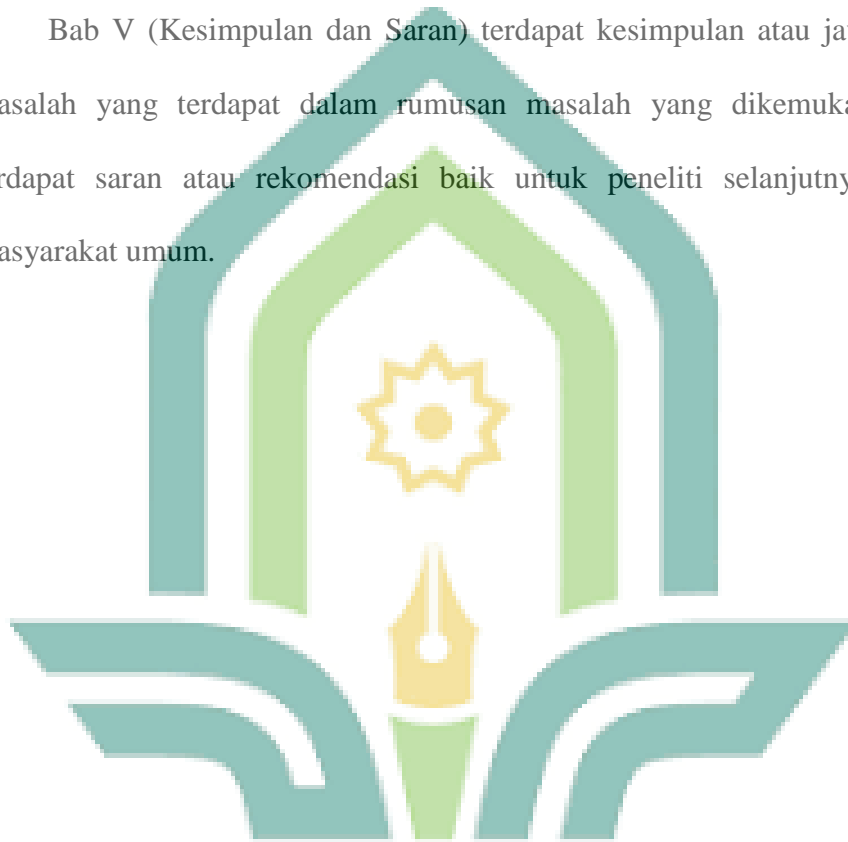 Bab V (Kesimpulan dan Saran) terdapat kesimpulan atau
yang terdapat dalam rumusan masalah yang
saran atau rekomendasi baik untuk peneliti
umum.